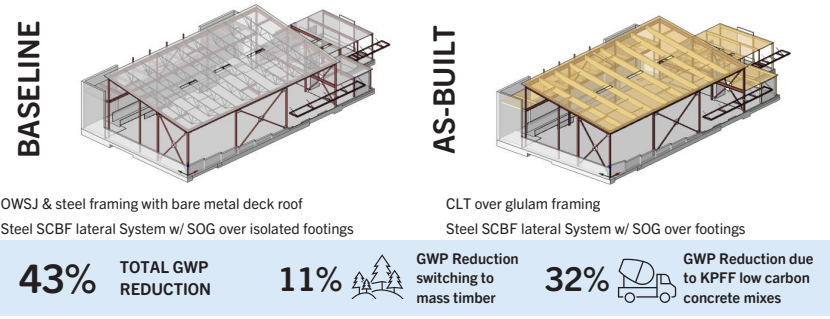 BASELINE
OWSJ & steel framing with bare metal deck roof
Steel SCBF lateral System w/ SOG over isolated footings
AS-BUILT
CLT over glulam framing
Steel SCBF lateral System w/ SOG over footings
43%
TOTAL GWP
REDUCTION
11%
GWP Reduction
switching to
mass timber
32%
GWP Reduction due
to KPFF low carbon
concrete mixes